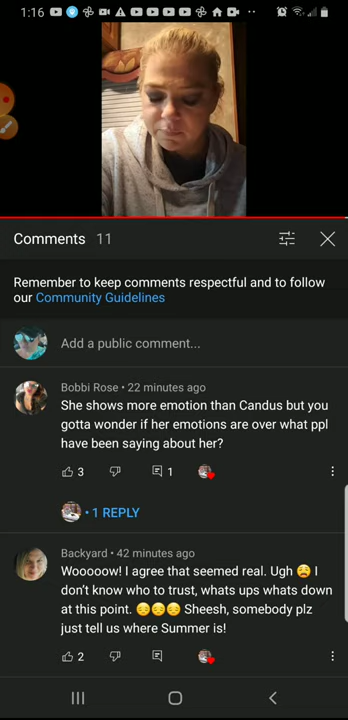 1:16
Comments 11
Remember to keep comments respectful and to follow
our Community Guidelines
Add a public comment...
Bobbi Rose • 22 minutes ago
She shows more emotion than Candus but you
gotta wonder if her emotions are over what ppl
have been saying about her?
3
1
• 1 REPLY
Backyard • 42 minutes ago
Wooooow! I agree that seemed real. Ugh 😩 I
don't know who to trust, whats ups whats down
at this point. 😔😔😔 Sheesh, somebody plz
just tell us where Summer is!
2